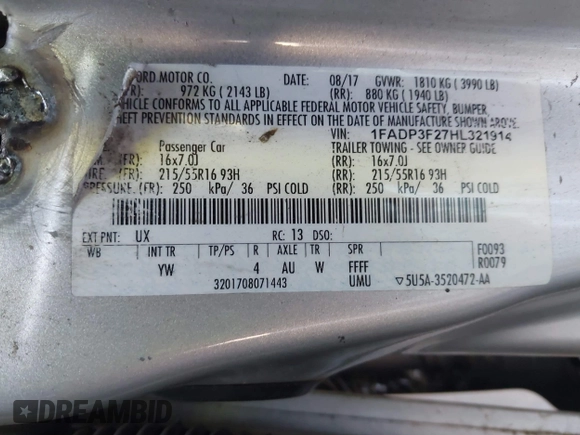 FORD MOTOR CO. DATE: 08/17 GVWR: 1810 KG ( 3990 LB)
972 KG ( 2143 LB) (RR): 880 KG ( 1940 LB)
VEHICLE CONFORMS TO ALL APPLICABLE FEDERAL MOTOR VEHICLE SAFETY, BUMPER
THEFT PREVENTION STANDARDS IN EFFECT ON THE DATE OF MANUFACTURE SHOWN ABOVE.
VIN: 1FADP3F27HL321914
Passenger Car TRAILER TOWING - SEE OWNER GUIDE
(FR): 16x7.0J (RR): 16x7.0J
(FR): 215/55R16 93H (RR): 215/55R16 93H
PRESSURE (FR): 250 kPa/ 36 PSI COLD (RR): 250 kPa/ 36 PSI COLD
EXT PNT: UX RC: 13 DSO: F0093
WB INT TR TP/PS R AXLE TR SPR R0079
YW 4 AU W FFFF
3201708071443 UMU 5U5A-3520472-AA
DREAMBID